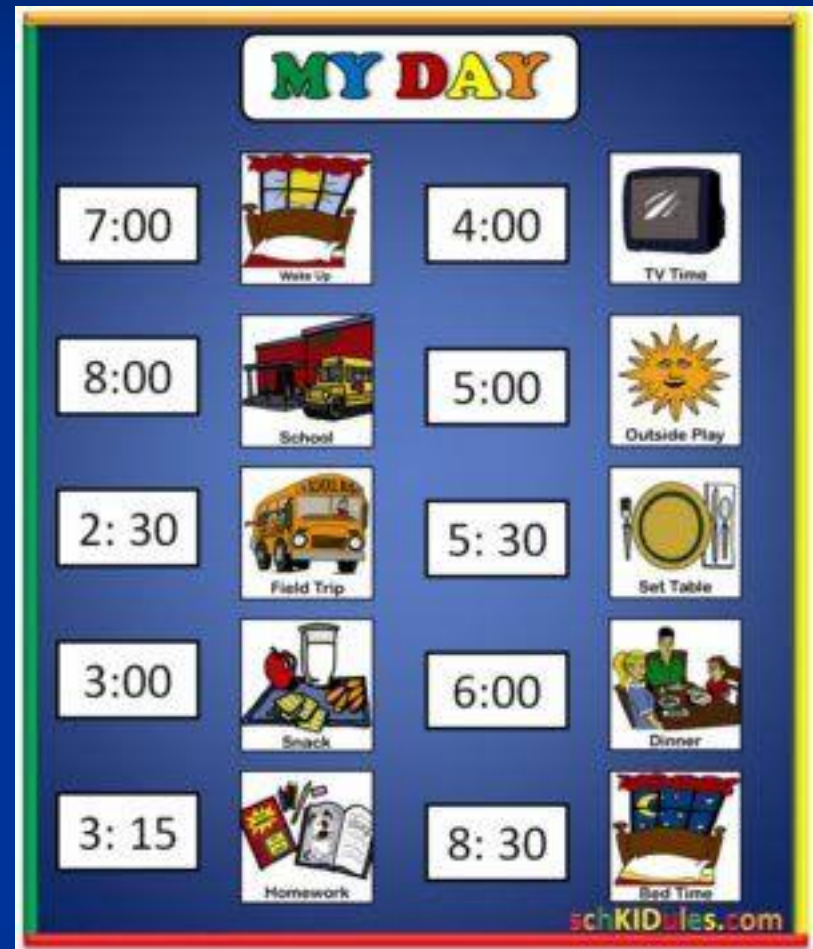 MY DAY
7:00
Wake Up
8:00
School
2: 30
SCHOOL BUS
Field Trip
3:00
Snack
3: 15
Homework
4:00
TV Time
5:00
Outside Play
5: 30
Set Table
6:00
Dinner
8: 30
Bed Time
schKIDules.com